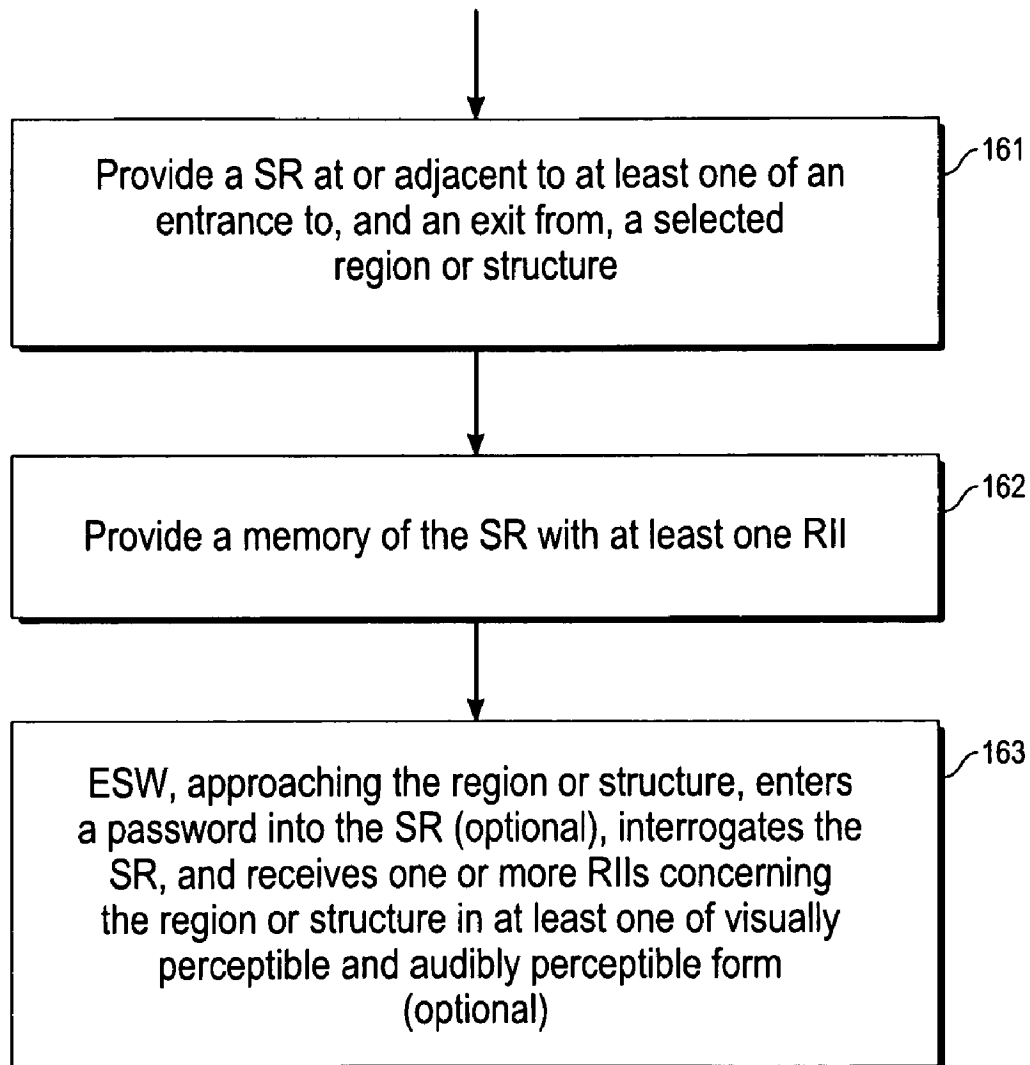 Provide a SR at or adjacent to at least one of an
entrance to, and an exit from, a selected
region or structure
161
Provide a memory of the SR with at least one RII
162
ESW, approaching the region or structure, enters
a password into the SR (optional), interrogates the
SR, and receives one or more RIIs concerning
the region or structure in at least one of visually
perceptible and audibly perceptible form
(optional)
163